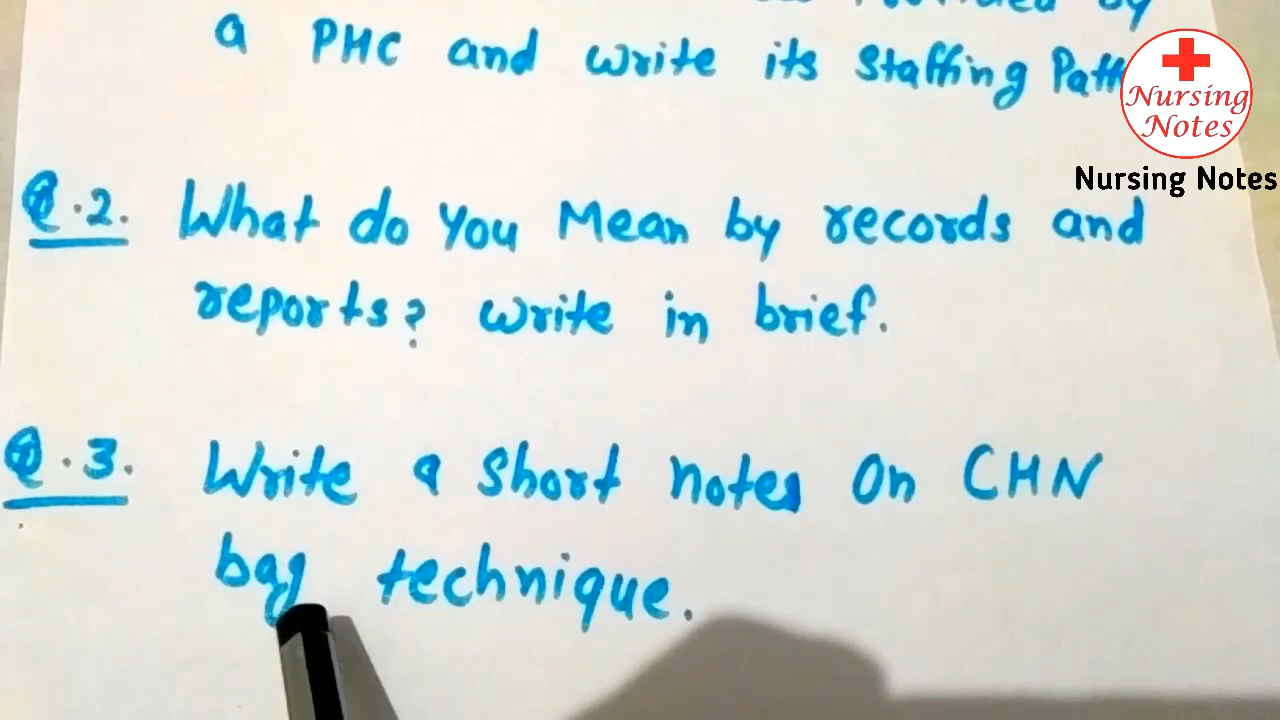 by
a PHC and write its Staffing
Nursing
Notes
Nursing Notes
Q.2. What do you Mean by records and
reports? write in brief.
Q.3. Write a Short notes on CHN
bag technique.